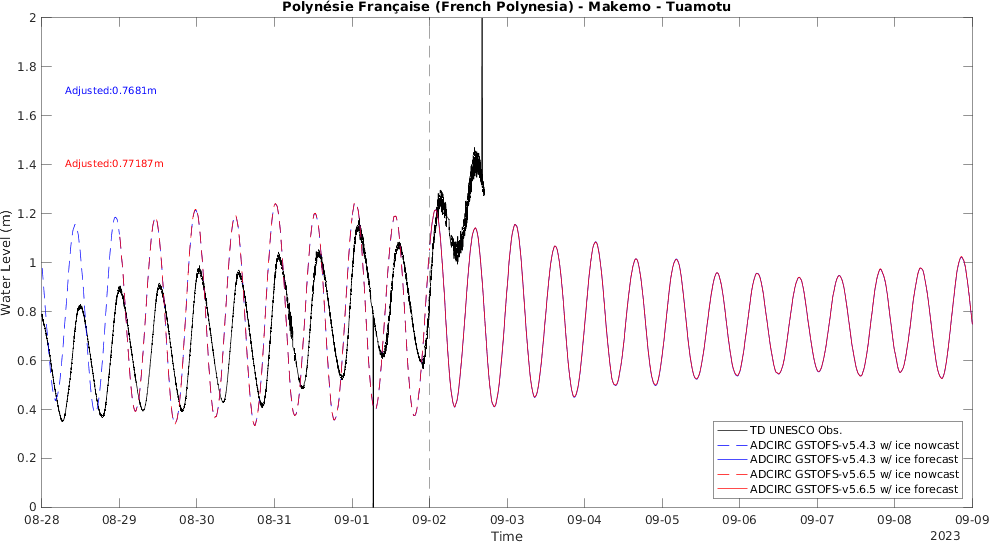 Polynésie Française (French Polynesia) - Makemo - Tuamotu
2
1.8
1.6
1.4
1.2
1
0.8
0.6
0.4
0.2
0
Water Level (m)
Adjusted:0.7681m
Adjusted:0.77187m
TD UNESCO Obs.
ADCIRC GSTOFS-v5.4.3 w/ ice nowcast
ADCIRC GSTOFS-v5.4.3 w/ ice forecast
ADCIRC GSTOFS-v5.6.5 w/ ice nowcast
ADCIRC GSTOFS-v5.6.5 w/ ice forecast
08-28 08-29 08-30 08-31 09-01 09-02 09-03 09-04 09-05 09-06 09-07 09-08 09-09
Time
2023